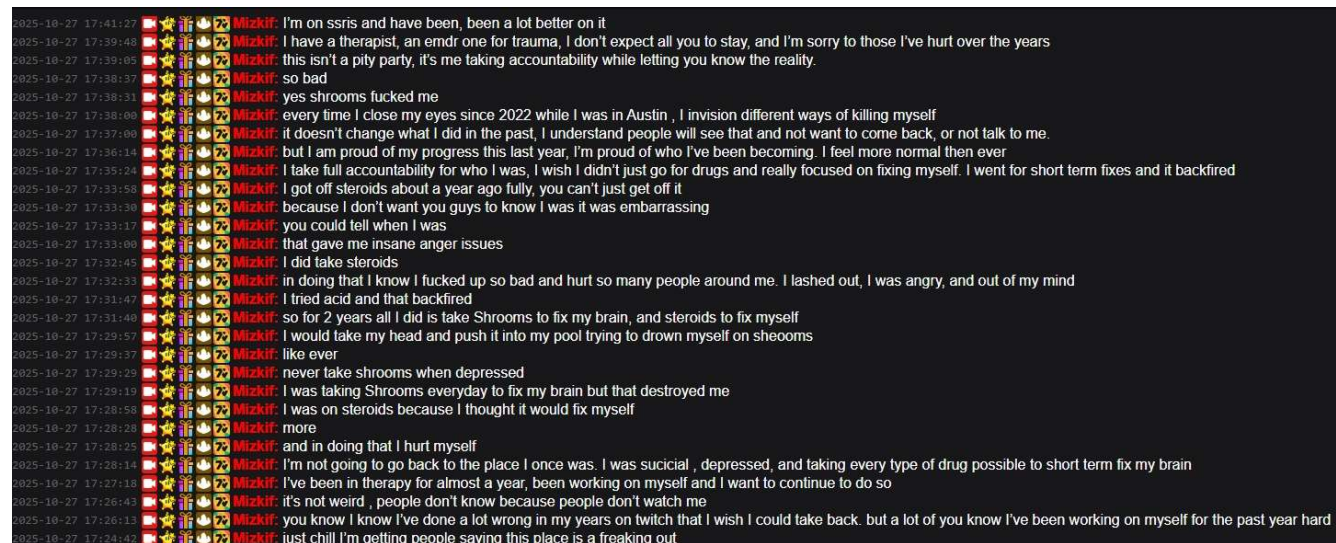 2025-10-27 17:41:27 Mizkif: I'm on ssris and have been, been a lot better on it
2025-10-27 17:39:48 Mizkif: I have a therapist, an emdr one for trauma, I don't expect all you to stay, and I'm sorry to those I've hurt over the years
2025-10-27 17:39:05 Mizkif: this isn't a pity party, it's me taking accountability while letting you know the reality.
2025-10-27 17:38:37 Mizkif: so bad
2025-10-27 17:38:31 Mizkif: yes shrooms fucked me
2025-10-27 17:38:00 Mizkif: every time I close my eyes since 2022 while I was in Austin , I invision different ways of killing myself
2025-10-27 17:37:00 Mizkif: it doesn't change what I did in the past, I understand people will see that and not want to come back, or not talk to me.
2025-10-27 17:36:14 Mizkif: but I am proud of my progress this last year, I'm proud of who I've been becoming. I feel more normal then ever
2025-10-27 17:35:24 Mizkif: I take full accountability for who I was, I wish I didn't just go for drugs and really focused on fixing myself. I went for short term fixes and it backfired
2025-10-27 17:33:58 Mizkif: I got off steroids about a year ago fully, you can't just get off it
2025-10-27 17:33:30 Mizkif: because I don't want you guys to know I was it was embarrassing
2025-10-27 17:33:17 Mizkif: you could tell when I was
2025-10-27 17:33:00 Mizkif: that gave me insane anger issues
2025-10-27 17:32:45 Mizkif: I did take steroids
2025-10-27 17:32:33 Mizkif: in doing that I know I fucked up so bad and hurt so many people around me. I lashed out, I was angry, and out of my mind
2025-10-27 17:31:47 Mizkif: I tried acid and that backfired
2025-10-27 17:31:40 Mizkif: so for 2 years all I did is take Shrooms to fix my brain, and steroids to fix myself
2025-10-27 17:29:57 Mizkif: I would take my head and push it into my pool trying to drown myself on sheooms
2025-10-27 17:29:37 Mizkif: like ever
2025-10-27 17:29:29 Mizkif: never take shrooms when depressed
2025-10-27 17:29:19 Mizkif: I was taking Shrooms everyday to fix my brain but that destroyed me
2025-10-27 17:28:58 Mizkif: I was on steroids because I thought it would fix myself
2025-10-27 17:28:28 Mizkif: more
2025-10-27 17:28:25 Mizkif: and in doing that I hurt myself
2025-10-27 17:28:14 Mizkif: I'm not going to go back to the place I once was. I was sucicial , depressed, and taking every type of drug possible to short term fix my brain
2025-10-27 17:27:18 Mizkif: I've been in therapy for almost a year, been working on myself and I want to continue to do so
2025-10-27 17:26:43 Mizkif: it's not weird , people don't know because people don't watch me
2025-10-27 17:26:13 Mizkif: you know I know I've done a lot wrong in my years on twitch that I wish I could take back. but a lot of you know I've been working on myself for the past year hard
2025-10-27 17:24:42 Mizkif: just chill I'm getting people saying this place is a freaking out